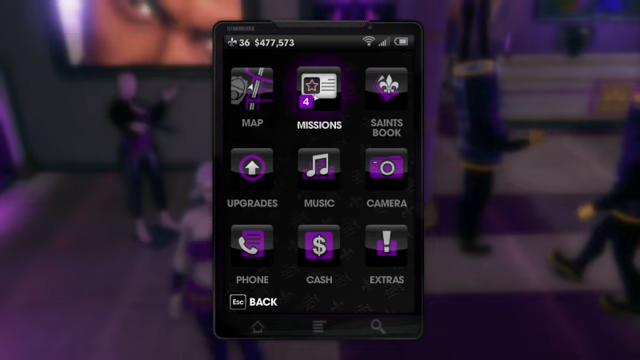 36 $477,573
4
MAP
MISSIONS
SAINTS
BOOK
UPGRADES
MUSIC
CAMERA
PHONE
$
CASH
!
EXTRAS
Esc BACK